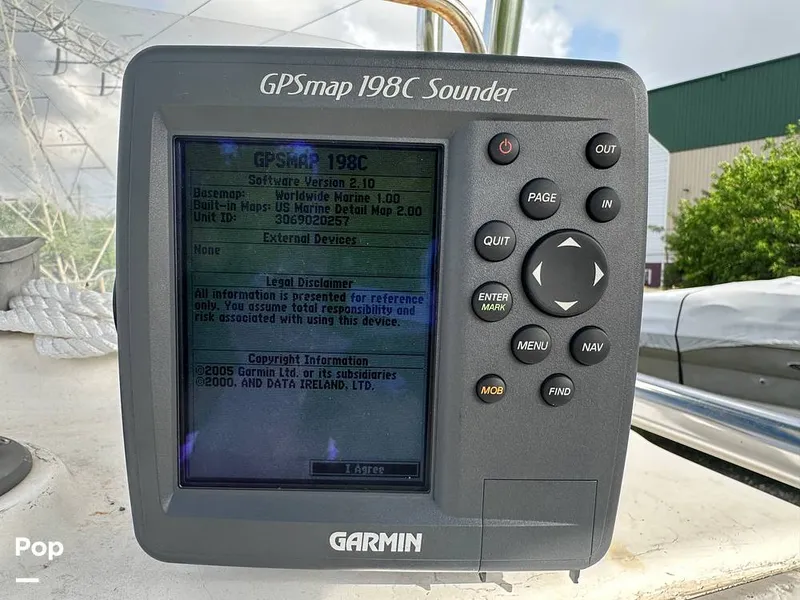 GPSmap 198C Sounder
GPSMAP 198C
Software Version 2.10
Basemap: Worldwide Marine 1.00
Built-in Maps: US Marine Detail Map 2.00
Unit ID: 3069020257
External Devices
None
Legal Disclaimer
All information is presented for reference
only. You assume total responsibility and
risk associated with using this device.
Copyright Information
©2005 Garmin Ltd. or its subsidiaries
©2000. AND DATA IRELAND, LTD.
I Agree
OUT
PAGE
IN
QUIT
ENTER
MARK
MENU
NAV
MOB
FIND
GARMIN
Pop